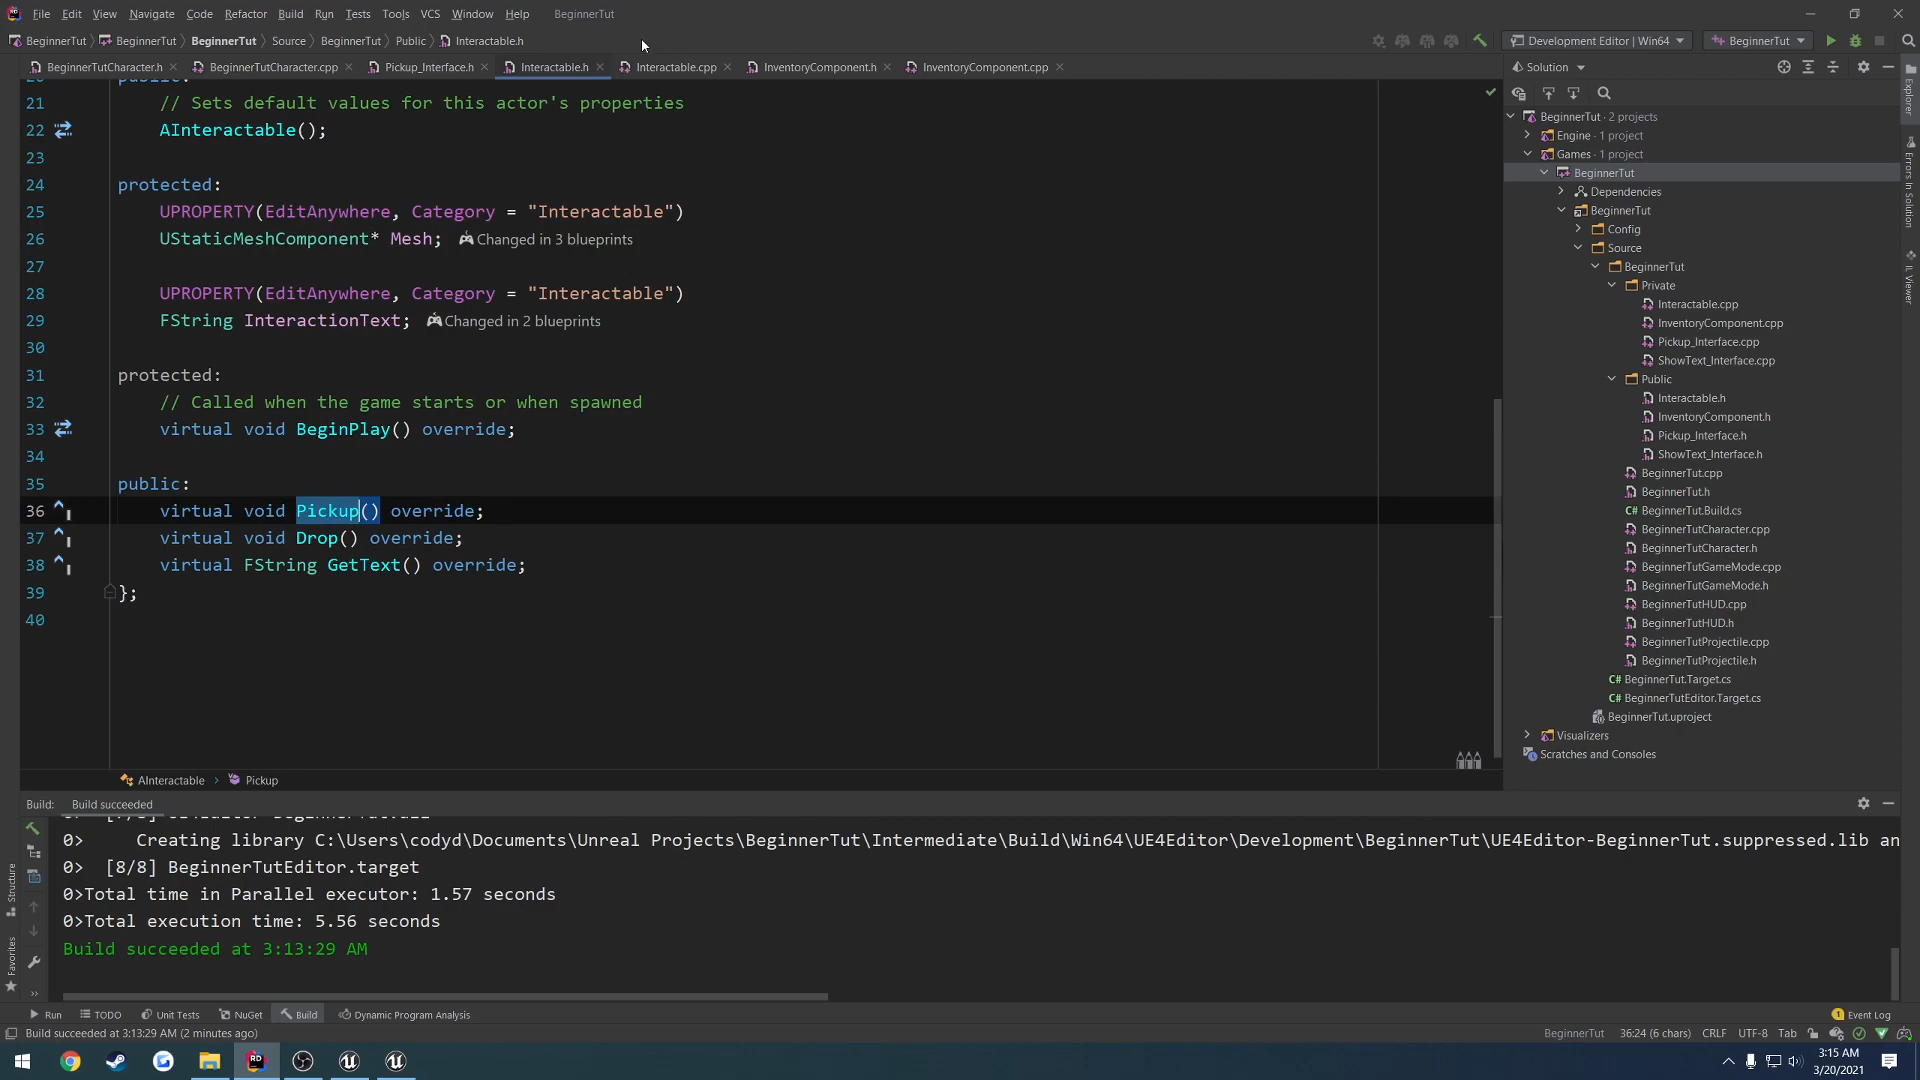 File Edit View Navigate Code Refactor Build Run Tests Tools VCS Window Help BeginnerTut
BeginnerTut BeginnerTut BeginnerTut Source BeginnerTut Public Interactable.h
Development Editor | Win64 BeginnerTut
BeginnerTutCharacter.h BeginnerTutCharacter.cpp Pickup_Interface.h Interactable.h Interactable.cpp InventoryComponent.h InventoryComponent.cpp
21 // Sets default values for this actor's properties
22 AInteractable();
23
24 protected:
25 UPROPERTY(EditAnywhere, Category = "Interactable")
26 UStaticMeshComponent* Mesh; Changed in 3 blueprints
27
28 UPROPERTY(EditAnywhere, Category = "Interactable")
29 FString InteractionText; Changed in 2 blueprints
30
31 protected:
32 // Called when the game starts or when spawned
33 virtual void BeginPlay() override;
34
35 public:
36 virtual void Pickup() override;
37 virtual void Drop() override;
38 virtual FString GetText() override;
39 };
40
AInteractable Pickup
Solution
BeginnerTut · 2 projects
Engine · 1 project
Games · 1 project
BeginnerTut
Dependencies
BeginnerTut
Config
Source
BeginnerTut
Private
Interactable.cpp
InventoryComponent.cpp
Pickup_Interface.cpp
ShowText_Interface.cpp
Public
Interactable.h
InventoryComponent.h
Pickup_Interface.h
ShowText_Interface.h
BeginnerTut.cpp
BeginnerTut.h
BeginnerTut.Build.cs
BeginnerTutCharacter.cpp
BeginnerTutCharacter.h
BeginnerTutGameMode.cpp
BeginnerTutGameMode.h
BeginnerTutHUD.cpp
BeginnerTutHUD.h
BeginnerTutProjectile.cpp
BeginnerTutProjectile.h
C# BeginnerTut.Target.cs
C# BeginnerTutEditor.Target.cs
BeginnerTut.uproject
Visualizers
Scratches and Consoles
Explorer
Errors In Solution
IL Viewer
Build: Build succeeded
0> Creating library C:\Users\codyd\Documents\Unreal Projects\BeginnerTut\Intermediate\Build\Win64\UE4Editor\Development\BeginnerTut\UE4Editor-BeginnerTut.suppressed.lib an
0> [8/8] BeginnerTutEditor.target
0>Total time in Parallel executor: 1.57 seconds
0>Total execution time: 5.56 seconds
Build succeeded at 3:13:29 AM
Structure
Favorites
Run TODO Unit Tests NuGet Build Dynamic Program Analysis 1 Event Log
Build succeeded at 3:13:29 AM (2 minutes ago) BeginnerTut 36:24 (6 chars) CRLF UTF-8 Tab
RD 3:15 AM
3/20/2021